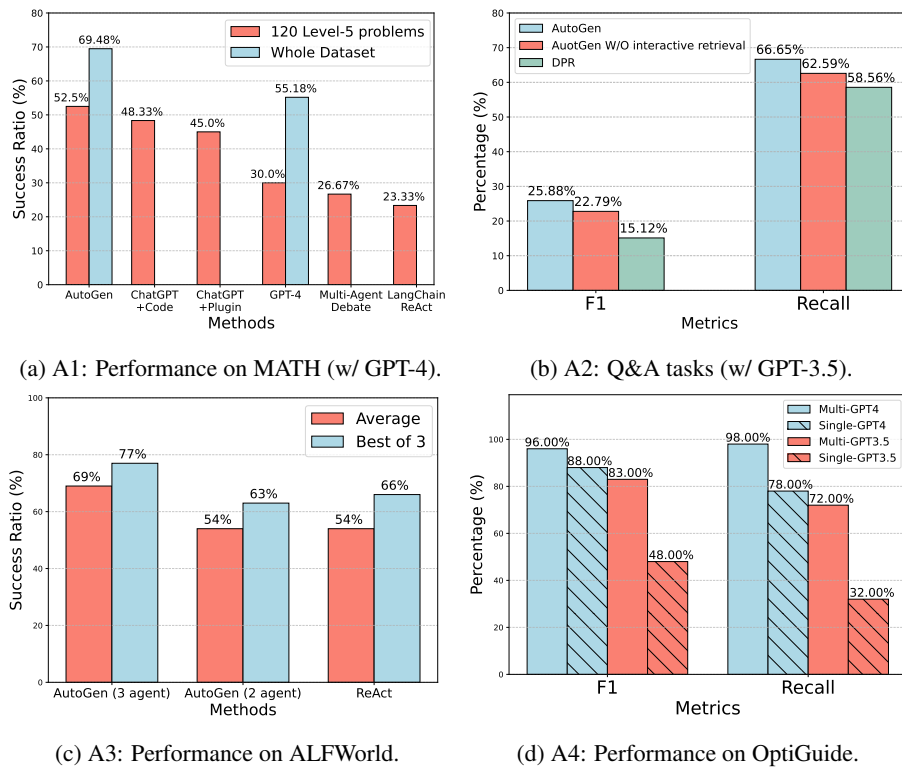 80
70
60
50
40
30
20
10
0
Success Ratio (%)
120 Level-5 problems
Whole Dataset
52.5%
69.48%
48.33%
45.0%
30.0%
55.18%
26.67%
23.33%
AutoGen
ChatGPT
+Code
ChatGPT
+Plugin
GPT-4
Multi-Agent
Debate
LangChain
ReAct
Methods
(a) A1: Performance on MATH (w/ GPT-4).
80
70
60
50
40
30
20
10
0
Percentage (%)
AutoGen
AuotGen W/O interactive retrieval
DPR
25.88%
22.79%
15.12%
66.65%
62.59%
58.56%
F1
Recall
Metrics
(b) A2: Q&A tasks (w/ GPT-3.5).
100
80
60
40
20
0
Success Ratio (%)
Average
Best of 3
69%
77%
54%
63%
54%
66%
AutoGen (3 agent)
AutoGen (2 agent)
ReAct
Methods
(c) A3: Performance on ALFWorld.
100
80
60
40
20
0
Percentage (%)
Multi-GPT4
Single-GPT4
Multi-GPT3.5
Single-GPT3.5
96.00%
88.00%
83.00%
48.00%
98.00%
78.00%
72.00%
32.00%
F1
Recall
Metrics
(d) A4: Performance on OptiGuide.